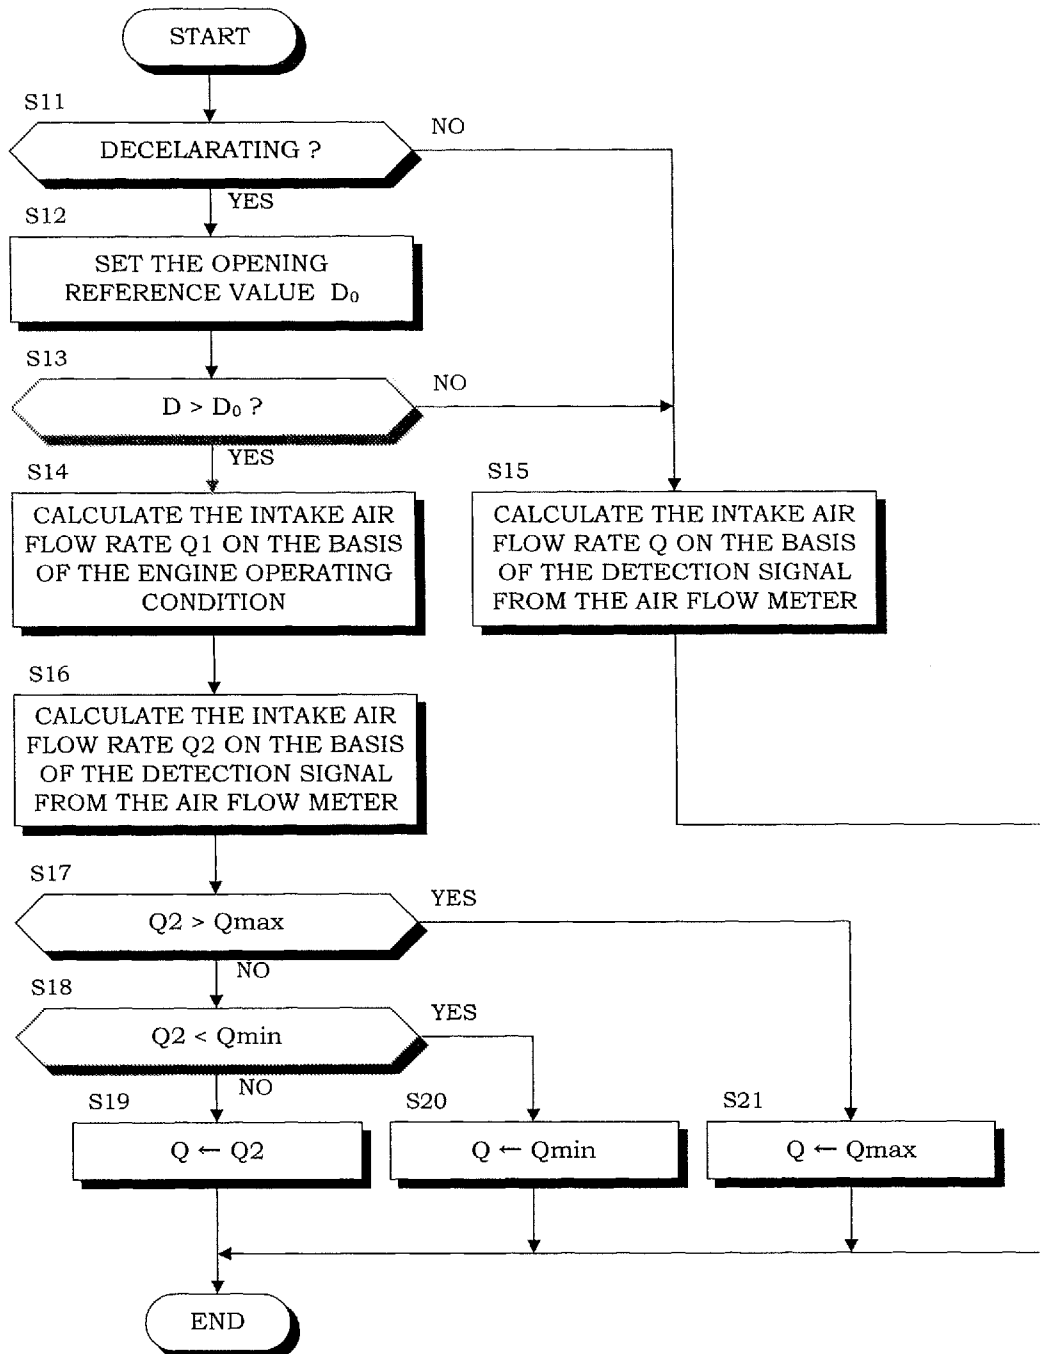 START
S11
DECELARATING ?
NO
YES
S12
SET THE OPENING
REFERENCE VALUE D₀
S13
D > D₀ ?
NO
YES
S14
CALCULATE THE INTAKE AIR
FLOW RATE Q1 ON THE BASIS
OF THE ENGINE OPERATING
CONDITION
S15
CALCULATE THE INTAKE AIR
FLOW RATE Q ON THE BASIS
OF THE DETECTION SIGNAL
FROM THE AIR FLOW METER
S16
CALCULATE THE INTAKE AIR
FLOW RATE Q2 ON THE BASIS
OF THE DETECTION SIGNAL
FROM THE AIR FLOW METER
S17
Q2 > Qmax
YES
NO
S18
Q2 < Qmin
YES
NO
S19
Q ← Q2
S20
Q ← Qmin
S21
Q ← Qmax
END